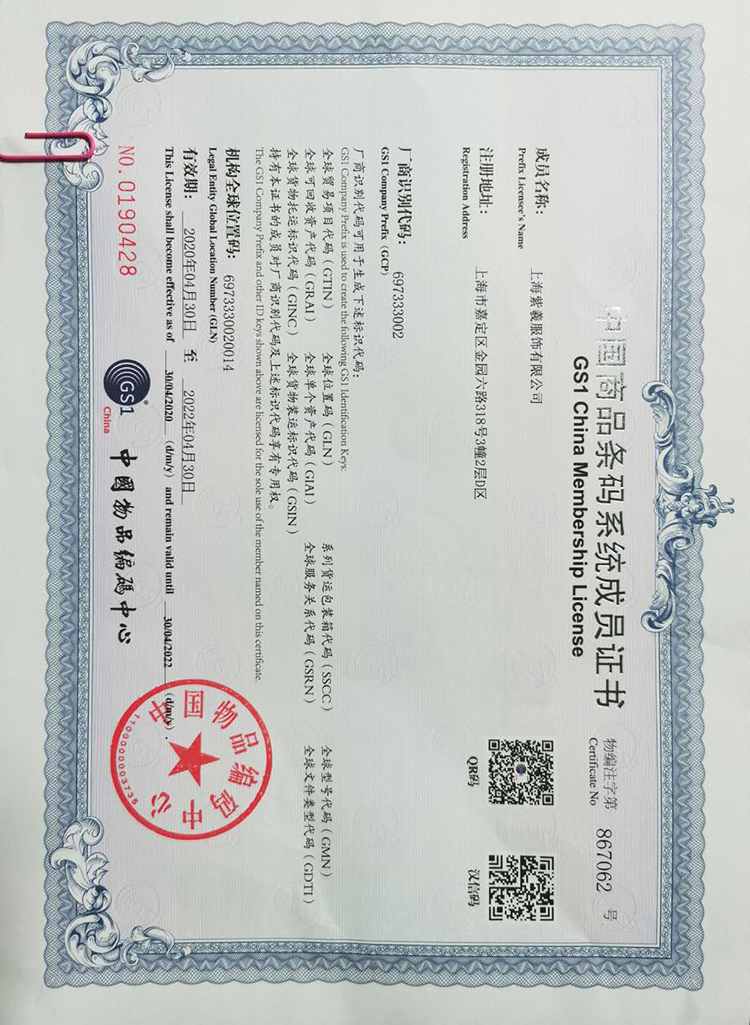 中国商品条码系统成员证书
GS1 China Membership License
物编注字第 867062 号
Certificate No
成员名称: 上海紫羲服饰有限公司
Prefix Licensee's Name
注册地址: 上海市嘉定区金园六路318号3幢2层D区
Registration Address
QR码
汉信码
厂商识别代码: 697333002
GS1 Company Prefix (GCP)
厂商识别代码可用于生成下述标识代码:
GS1 Company Prefix is used to create the following GS1 Identification Keys:
全球贸易项目代码(GTIN) 全球位置码(GLN) 系列货运包装箱代码(SSCC) 全球型号代码(GMN)
全球可回收资产代码(GRAI) 全球单个资产代码(GIAI) 全球服务关系代码(GSRN) 全球文件类型代码(GDTI)
全球货物托运标识代码(GINC) 全球货物装运标识代码(GSIN)
持有本证书的成员对厂商识别代码及上述标识代码享有专用权。
The GS1 Company Prefix and other ID keys shown above are licensed for the sole use of the member named on this certificate.
机构全球位置码: 6973330020014
Legal Entity Global Location Number (GLN)
有效期: 2020年04月30日 至 2022年04月30日
This License shall become effective as of 30/04/2020 (d/m/y) and remain valid until 30/04/2022 (d/m/y).
NO.0190428
GS1
China
中國物品编碼中心
中国物品编码中心
1100000003735